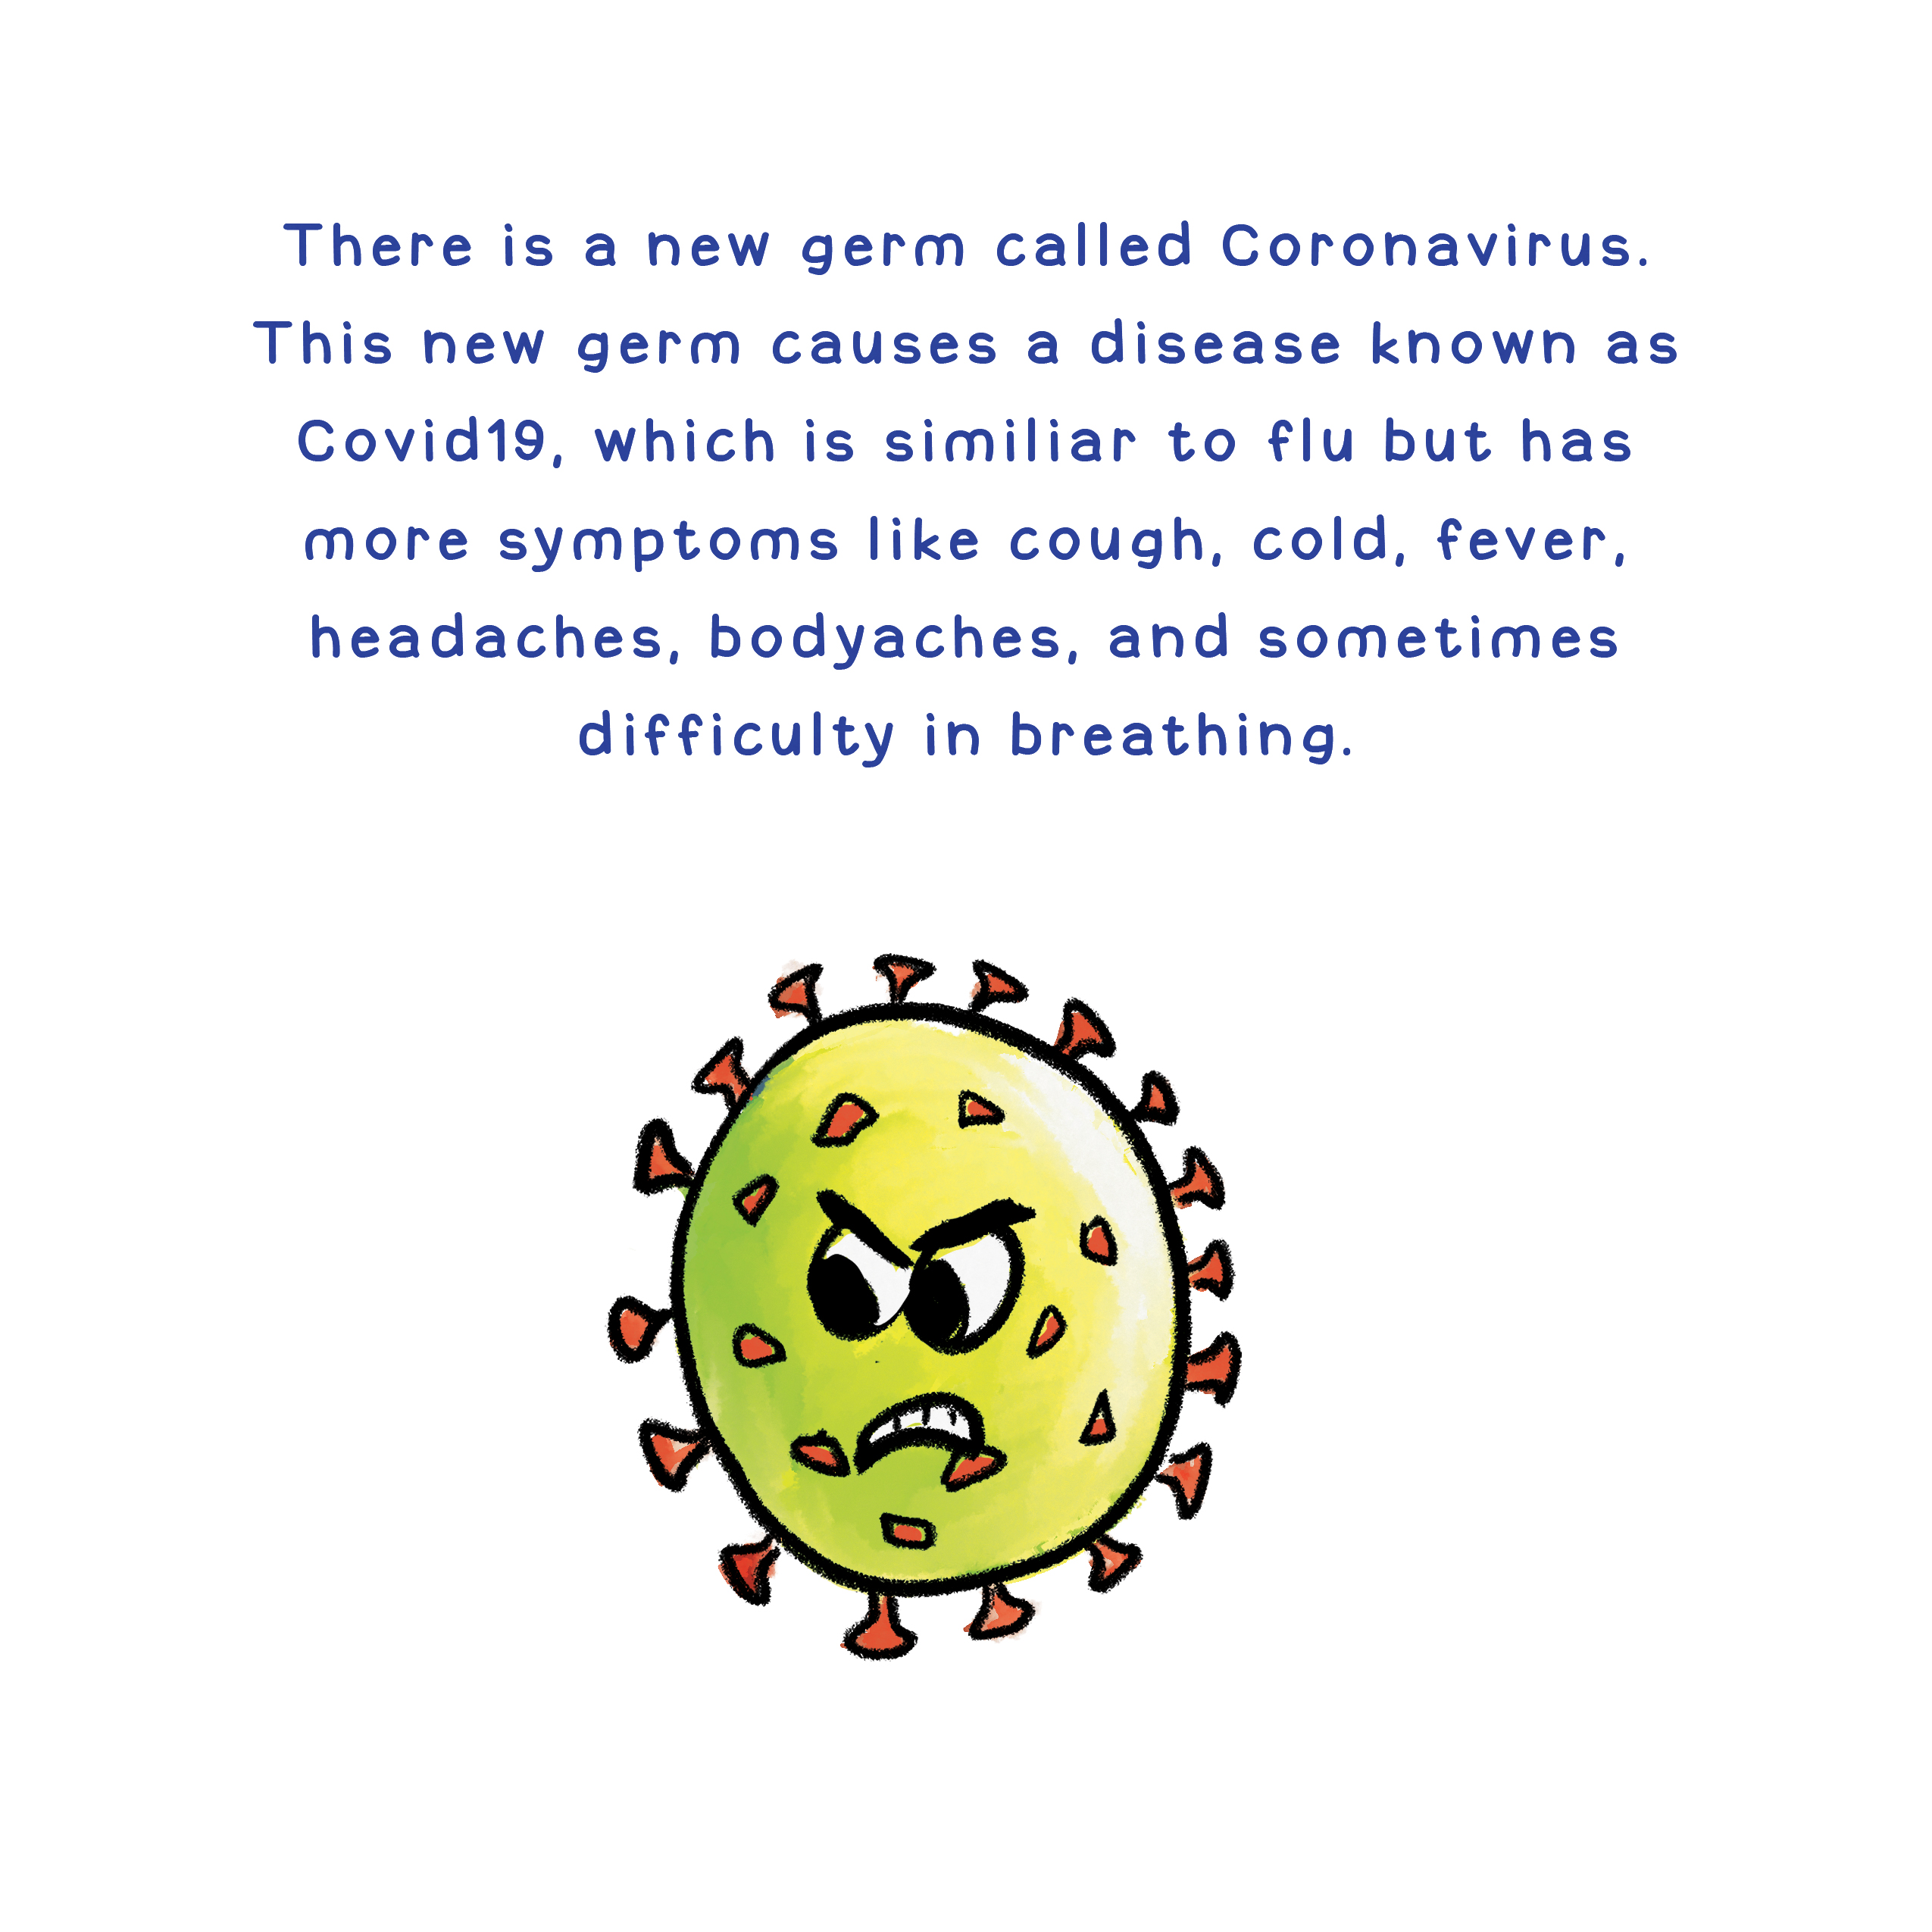 There is a new germ called Coronavirus.
This new germ causes a disease known as
Covid19, which is similiar to flu but has
more symptoms like cough, cold, fever,
headaches, bodyaches, and sometimes
difficulty in breathing.